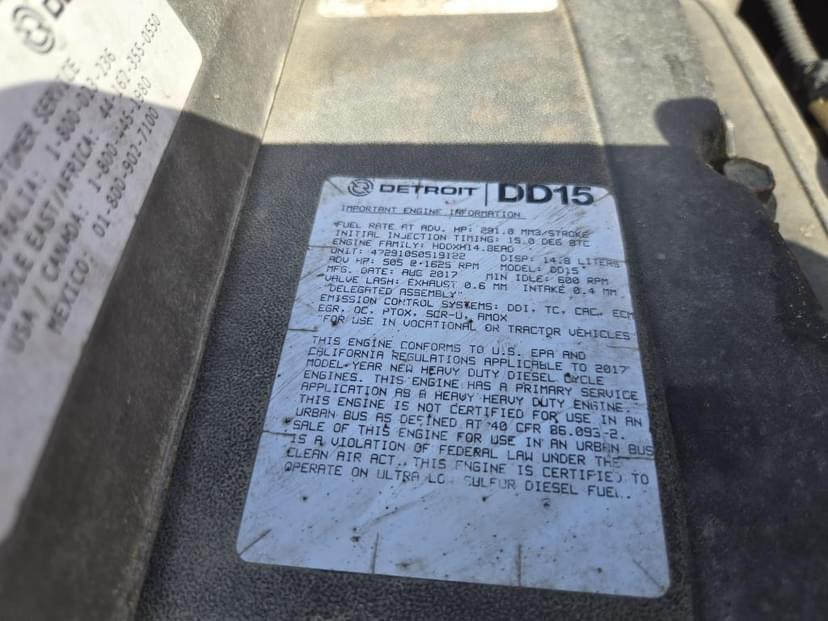 CUSTOMER SERVICE
1-800-
MIDDLE EAST/AFRICA:
USA / CANADA: 1-800-445-1980
MEXICO: 01-800-902-7100
DETROIT DD15
IMPORTANT ENGINE INFORMATION
FUEL RATE AT ADV. HP: 291.0 MM3/STROKE
INITIAL INJECTION TIMING: 15.0 DEG BTC
ENGINE FAMILY: HDDXH14.8EAD
UNIT: 472910S0519122 DISP: 14.8 LITERS
ADV HP: 505 @ 1625 RPM MODEL: DD15
MFG. DATE: AUG 2017 MIN IDLE: 600 RPM
VALVE LASH: EXHAUST 0.6 MM INTAKE 0.4 MM
"DELEGATED ASSEMBLY"
EMISSION CONTROL SYSTEMS: DDI, TC, CAC, ECM
EGR, OC, PTOX, SCR-U, AMOX
"FOR USE IN VOCATIONAL OR TRACTOR VEHICLES
THIS ENGINE CONFORMS TO U.S. EPA AND
CALIFORNIA REGULATIONS APPLICABLE TO 2017
MODEL YEAR NEW HEAVY DUTY DIESEL CYCLE
ENGINES. THIS ENGINE HAS A PRIMARY SERVICE
APPLICATION AS A HEAVY HEAVY DUTY ENGINE.
THIS ENGINE IS NOT CERTIFIED FOR USE IN AN
URBAN BUS AS DEFINED AT 40 CFR 86.093-2.
SALE OF THIS ENGINE FOR USE IN AN URBAN BUS
IS A VIOLATION OF FEDERAL LAW UNDER THE
CLEAN AIR ACT. THIS ENGINE IS CERTIFIED TO
OPERATE ON ULTRA LOW SULFUR DIESEL FUEL.